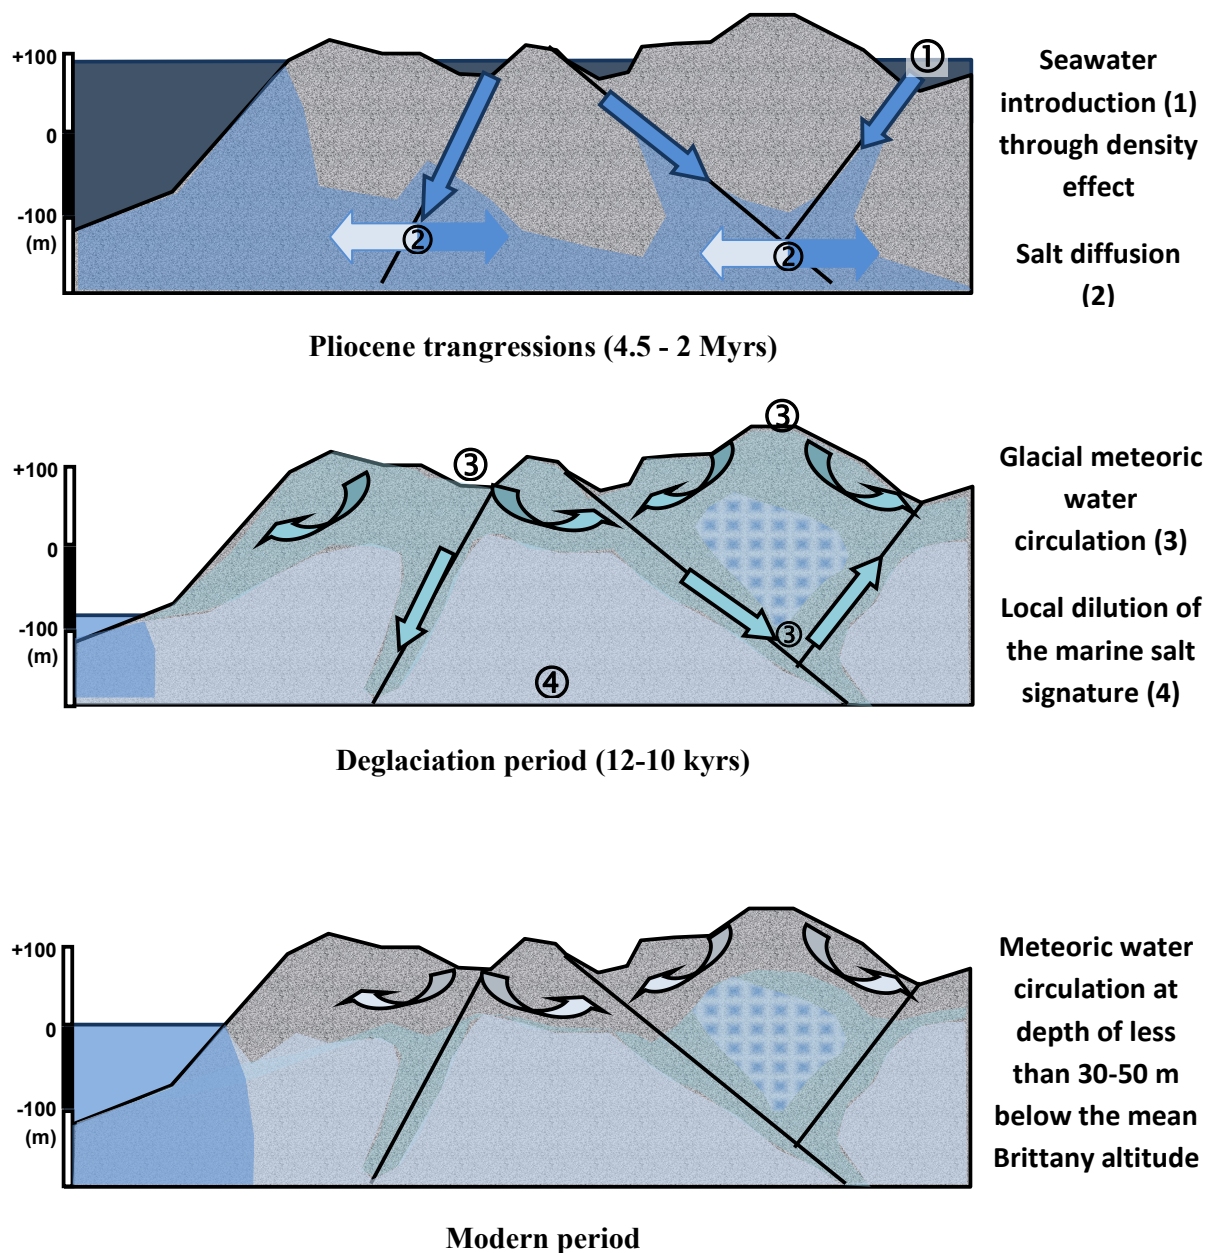 +100
0
-100
(m)
①
②
②
Seawater
introduction (1)
through density
effect
Salt diffusion
(2)
Pliocene trangressions (4.5 - 2 Myrs)
+100
0
-100
(m)
③
③
③
④
Glacial meteoric
water
circulation (3)
Local dilution of
the marine salt
signature (4)
Deglaciation period (12-10 kyrs)
+100
0
-100
(m)
Meteoric water
circulation at
depth of less
than 30-50 m
below the mean
Brittany altitude
Modern period